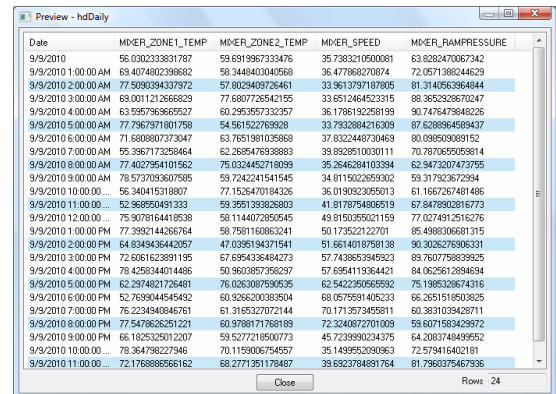 Preview - hdDaily
Date MIXER_ZONE1_TEMP MIXER_ZONE2_TEMP MIXER_SPEED MIXER_RAMPRESSURE
9/9/2010 56.0302333831787 59.6919967333476 35.7383210500081 63.8282470067342
9/9/2010 1:00:00 AM 69.4074802398682 58.3448403040568 36.477868270874 72.0571388244629
9/9/2010 2:00:00 AM 77.5090394337972 57.8029409726461 33.9613797187805 81.3140563964844
9/9/2010 3:00:00 AM 69.0011212666829 77.6807726542155 33.6512464523315 88.3652928670247
9/9/2010 4:00:00 AM 63.5957969665527 60.2955357332357 36.1786192258199 90.7476479848226
9/9/2010 5:00:00 AM 77.7967971801758 54.561522769928 33.7932884216309 87.6288964589437
9/9/2010 6:00:00 AM 71.6808807373047 63.7651981035868 37.8322448730469 80.098509089152
9/9/2010 7:00:00 AM 55.3967173258464 62.2685476938883 39.8928510030111 70.7870655059814
9/9/2010 8:00:00 AM 77.4027954101562 75.0324452718099 35.2646284103394 62.9473207473755
9/9/2010 9:00:00 AM 78.5737093607585 59.7242241541545 34.8115022659302 59.317923672994
9/9/2010 10:00:00 ... 56.340415318807 77.1526470184326 36.0190923055013 61.1667267481486
9/9/2010 11:00:00 ... 52.968550491333 59.3551393826803 41.8178754806519 67.8478902816773
9/9/2010 12:00:00 ... 75.9078164418538 58.1144072850545 49.8150355021159 77.0274912516276
9/9/2010 1:00:00 PM 77.3992144266764 58.7581160863241 50.173522122701 85.4988306681315
9/9/2010 2:00:00 PM 64.8349436442057 47.0395194371541 51.6614018758138 90.3026276906331
9/9/2010 3:00:00 PM 72.6061623891195 67.6954336484273 57.7438653945923 89.7607758839925
9/9/2010 4:00:00 PM 78.4258344014486 50.9603857358297 57.6954119364421 84.0625612894694
9/9/2010 5:00:00 PM 62.2974821726481 76.0263087590535 62.5422350565592 75.1985328674316
9/9/2010 6:00:00 PM 52.7699044545492 60.9266200383504 68.0575591405233 66.2651518503825
9/9/2010 7:00:00 PM 76.2234940846761 61.3165327072144 70.1713573455811 60.3831039428711
9/9/2010 8:00:00 PM 77.5478626251221 60.9788171768189 72.3240872701009 59.6071583429972
9/9/2010 9:00:00 PM 66.1825325012207 59.5277218500773 45.7239990234375 64.2083748499552
9/9/2010 10:00:00 ... 78.364798227946 70.1159006754557 35.1499552090963 72.579416402181
9/9/2010 11:00:00 ... 72.1768886566162 68.2771351178487 39.6923784891764 81.7960375467936
Close Rows 24